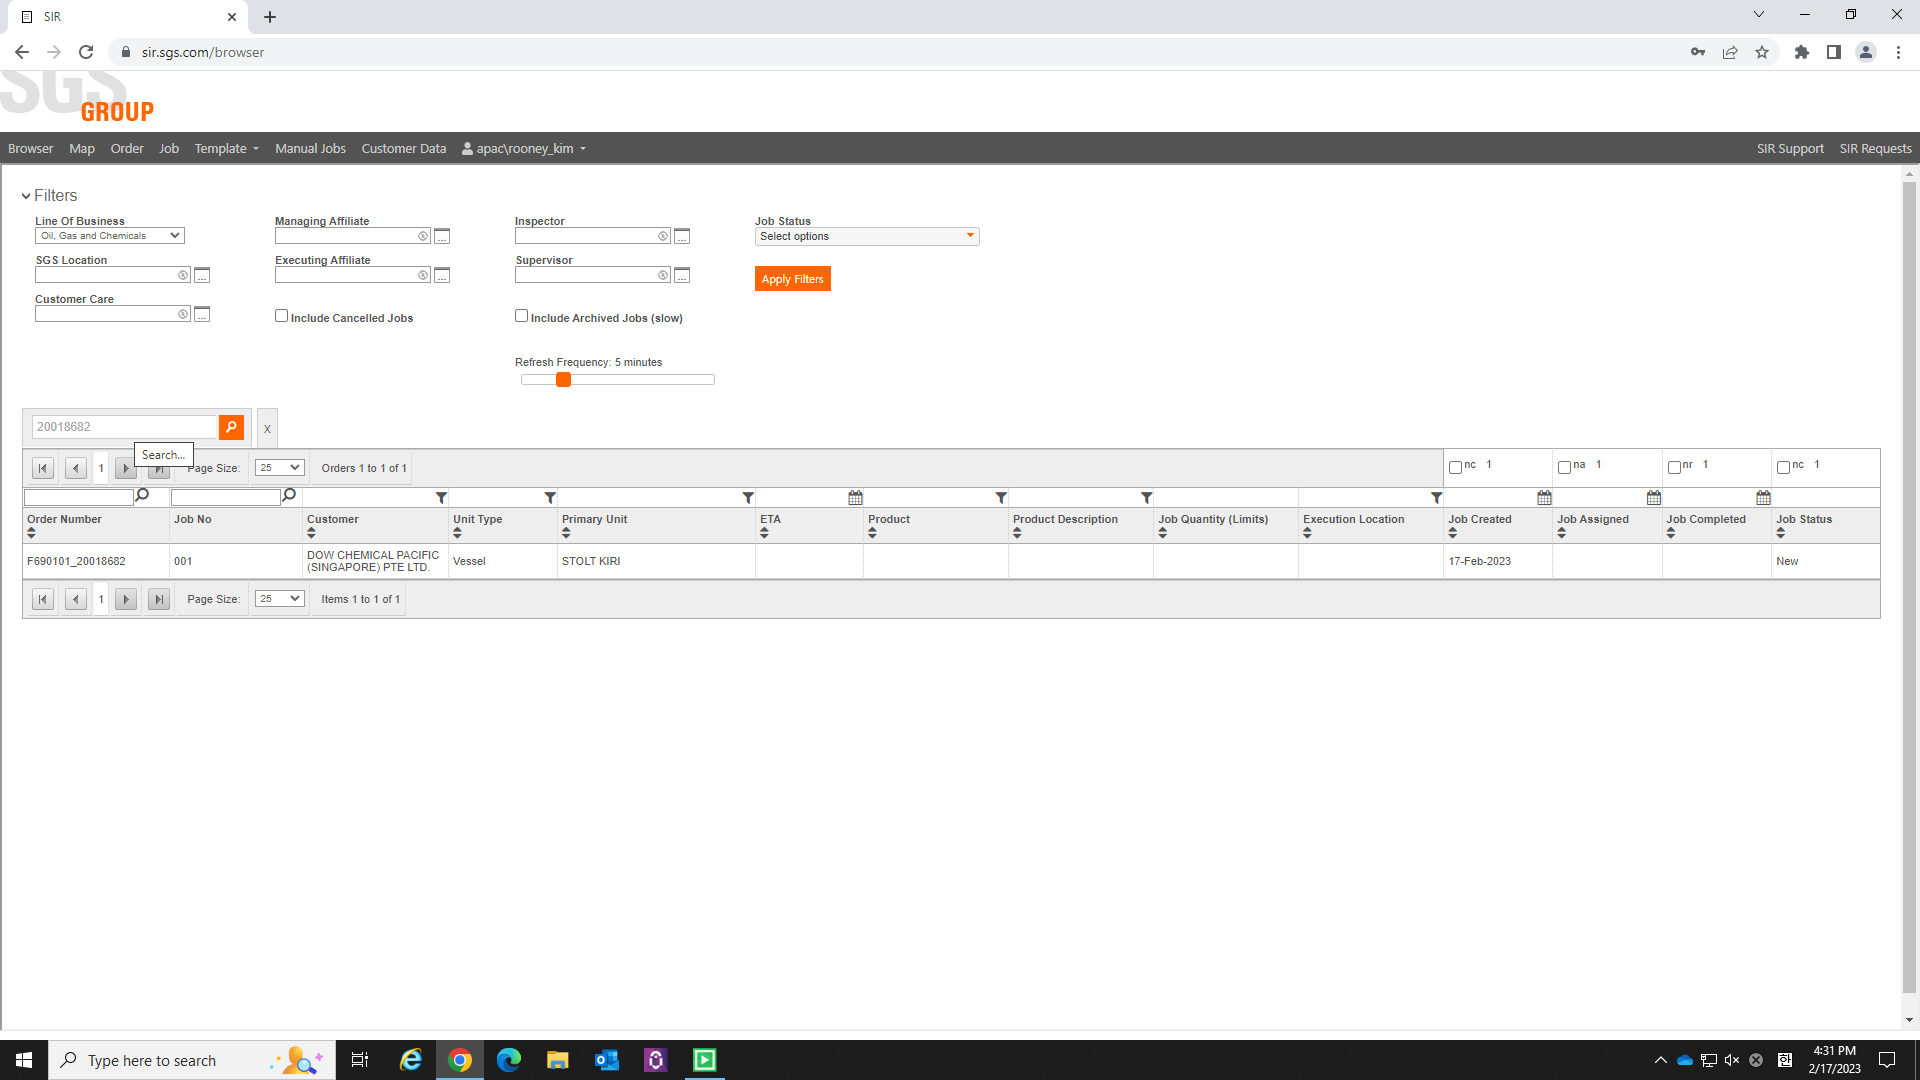 SIR
sir.sgs.com/browser
SGS
GROUP
Browser Map Order Job Template Manual Jobs Customer Data apac\rooney_kim SIR Support SIR Requests
Filters
Line Of Business Managing Affiliate Inspector Job Status
Oil, Gas and Chemicals ... ... Select options
SGS Location Executing Affiliate Supervisor
... ... ... Apply Filters
Customer Care
... Include Cancelled Jobs Include Archived Jobs (slow)
Refresh Frequency: 5 minutes
20018682 X
Search...
1 Page Size: 25 Orders 1 to 1 of 1 nc 1 na 1 nr 1 nc 1
Order Number Job No Customer Unit Type Primary Unit ETA Product Product Description Job Quantity (Limits) Execution Location Job Created Job Assigned Job Completed Job Status
F690101_20018682 001 DOW CHEMICAL PACIFIC (SINGAPORE) PTE LTD. Vessel STOLT KIRI 17-Feb-2023 New
1 Page Size: 25 Items 1 to 1 of 1
Type here to search
한
4:31 PM
2/17/2023